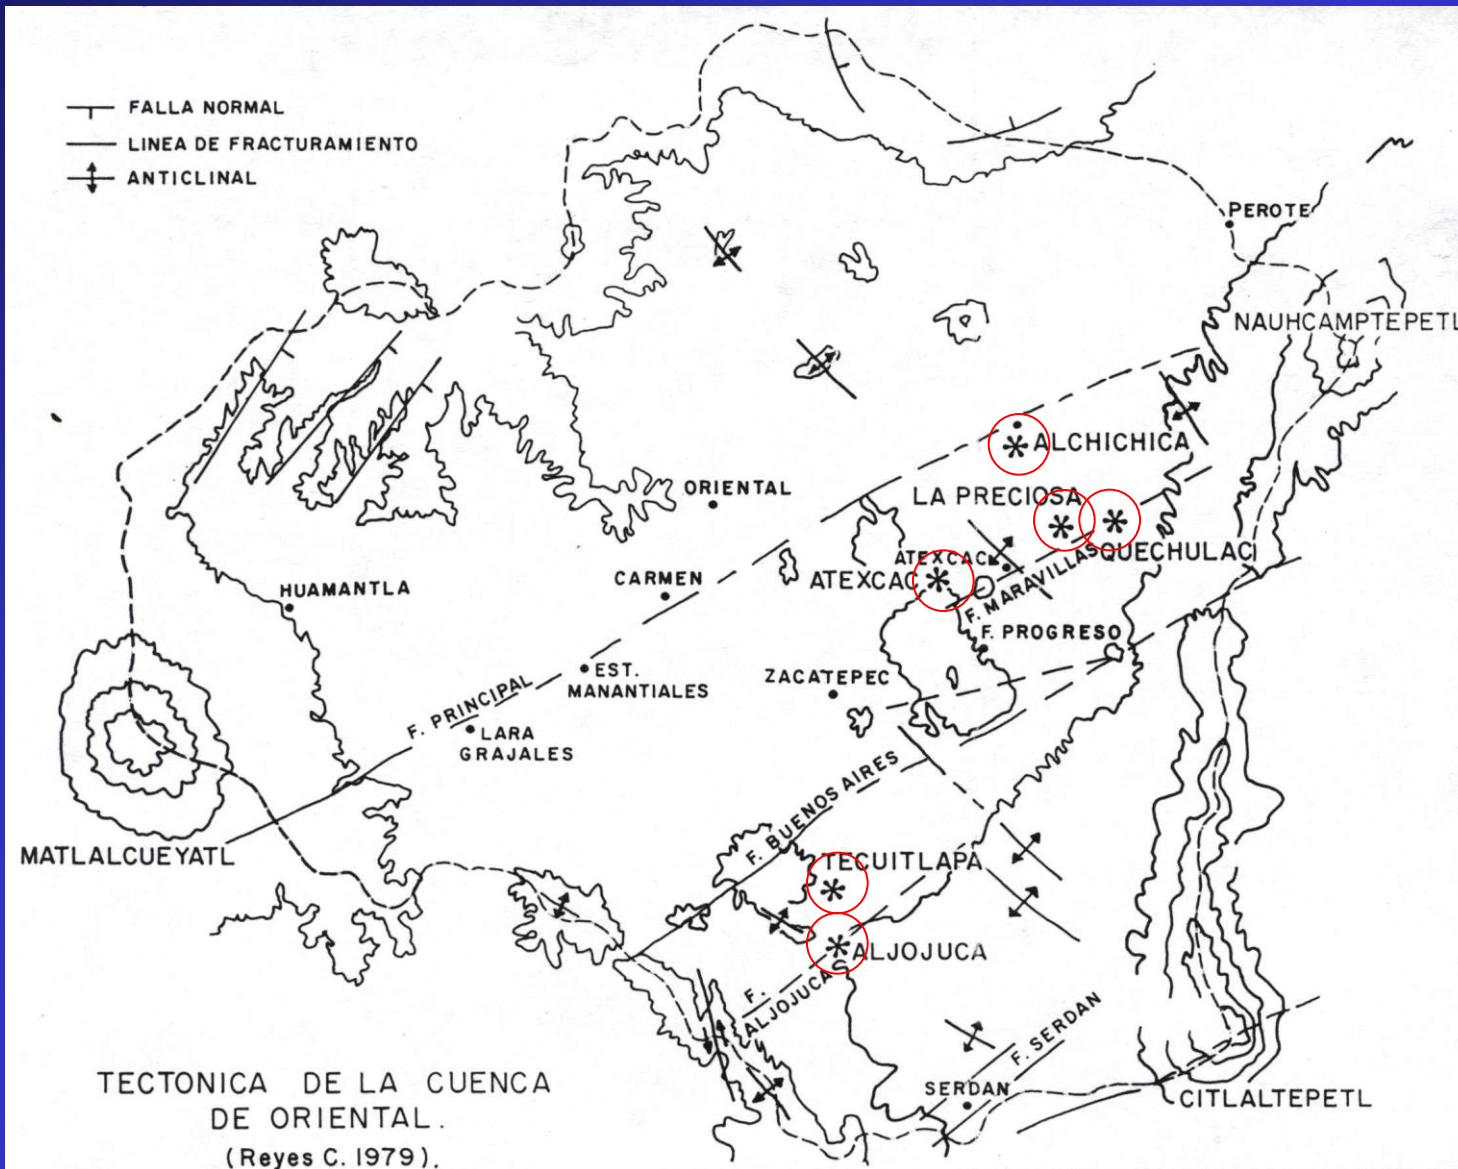 FALLA NORMAL
LINEA DE FRACTURAMIENTO
ANTICLINAL
PEROTE
NAUHCAMPTEPETL
ALCHICHICA
ORIENTAL
LA PRECIOSA
QUECHULAC
ATEXCAC
ATEXCAC
F. MARAVILLAS
CARMEN
HUAMANTLA
F. PROGRESO
EST.
MANANTIALES
ZACATEPEC
F. PRINCIPAL
LARA
GRAJALES
F. BUENOS AIRES
MATLALCUEYATL
TECUITLAPA
ALJOJUCA
F.
ALJOJUCA
F. SERDAN
SERDAN
CITLALTEPETL
TECTONICA DE LA CUENCA
DE ORIENTAL.
(Reyes C. 1979).